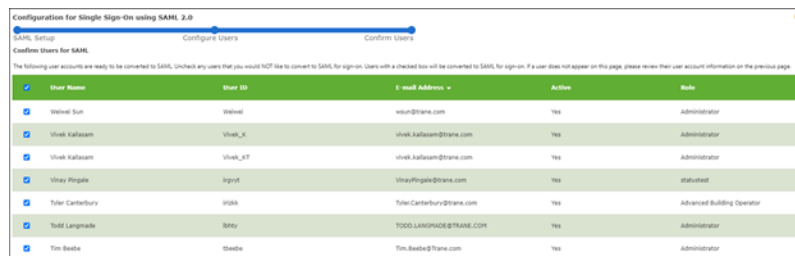 Configuration for Single Sign-On using SAML 2.0
SAML Setup Configure Users Confirm Users
Confirm Users for SAML
The following user accounts are ready to be converted to SAML. Uncheck any users that you would NOT like to convert to SAML for sign-on. Users with a checked box will be converted to SAML for sign-on. If a user does not appear on this page, please review their user account information on the previous page.
User Name User ID E-mail Address Active Role
Weiwei Sun Weiwei wsun@trane.com Yes Administrator
Vivek Kallasam Vivek_K vivek.kallasam@trane.com Yes Administrator
Vivek Kallasam Vivek_KT vivek.kallasam@trane.com Yes Administrator
Vinay Pingale VinayPingale@trane.com Yes statustest
Tyler Canterbury Tyler.Canterbury@trane.com Yes Advanced Building Operator
Todd Langmade TODD.LANGMADE@TRANE.COM Yes Administrator
Tim Beebe tbeebe Tim.Beebe@Trane.com Yes Administrator